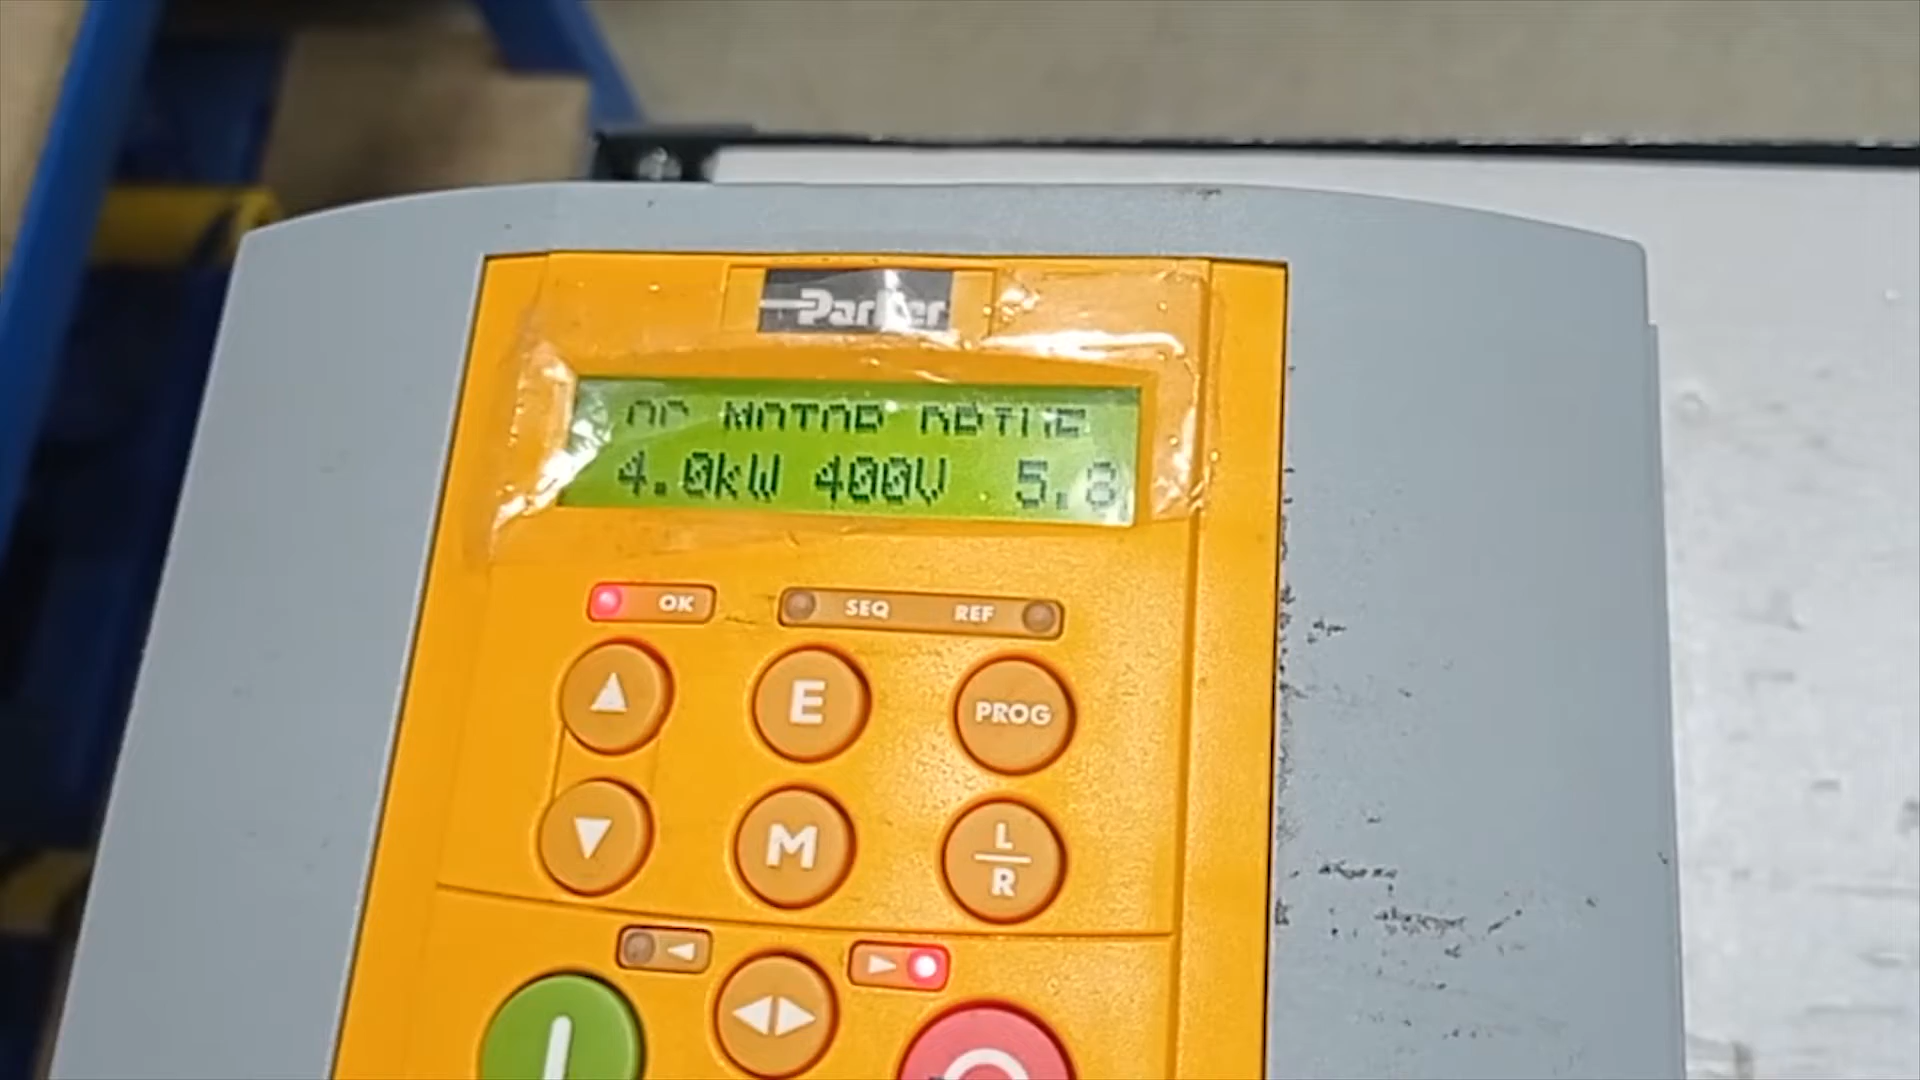 Parker
AC MOTOR DRIVE
4.0kW 400V 5.8
OK
SEQ REF
E PROG
M L
R